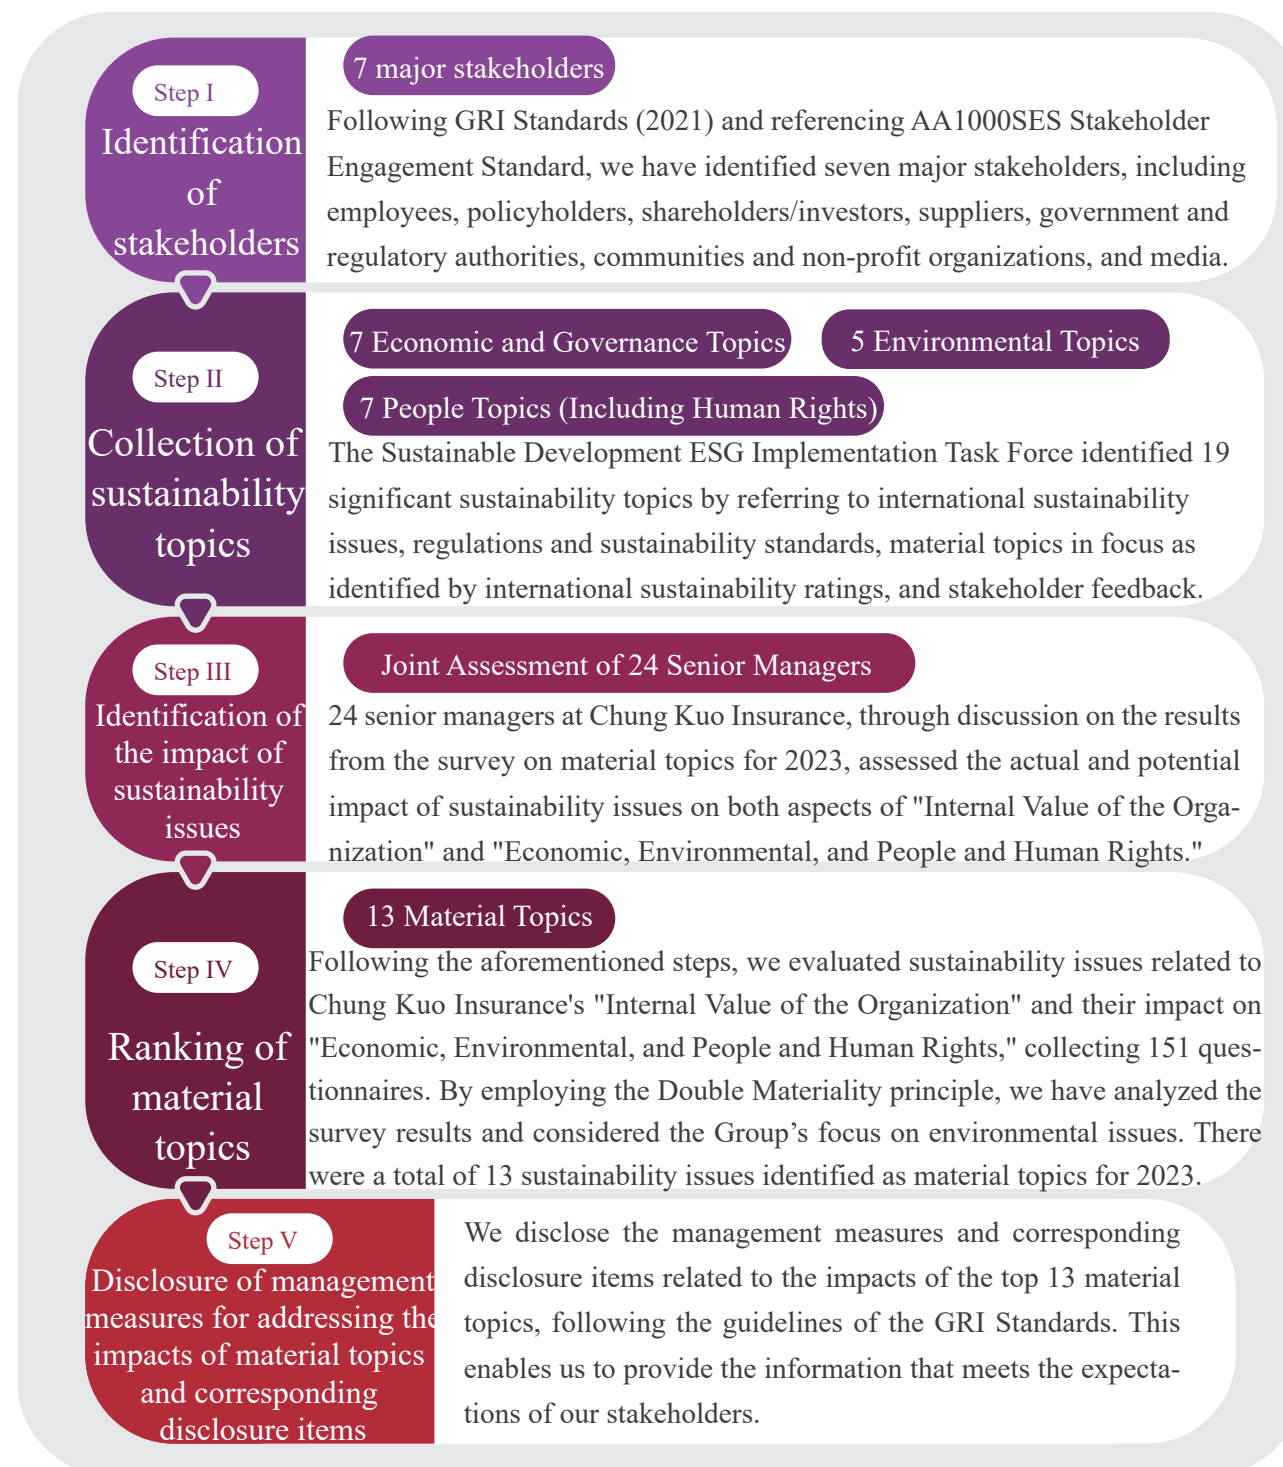 Step I
Identification
of
stakeholders
7 major stakeholders
Following GRI Standards (2021) and referencing AA1000SES Stakeholder
Engagement Standard, we have identified seven major stakeholders, including
employees, policyholders, shareholders/investors, suppliers, government and
regulatory authorities, communities and non-profit organizations, and media.
Step II
Collection of
sustainability
topics
7 Economic and Governance Topics
5 Environmental Topics
7 People Topics (Including Human Rights)
The Sustainable Development ESG Implementation Task Force identified 19
significant sustainability topics by referring to international sustainability
issues, regulations and sustainability standards, material topics in focus as
identified by international sustainability ratings, and stakeholder feedback.
Step III
Identification of
the impact of
sustainability
issues
Joint Assessment of 24 Senior Managers
24 senior managers at Chung Kuo Insurance, through discussion on the results
from the survey on material topics for 2023, assessed the actual and potential
impact of sustainability issues on both aspects of "Internal Value of the Orga-
nization" and "Economic, Environmental, and People and Human Rights."
Step IV
Ranking of
material
topics
13 Material Topics
Following the aforementioned steps, we evaluated sustainability issues related to
Chung Kuo Insurance's "Internal Value of the Organization" and their impact on
"Economic, Environmental, and People and Human Rights," collecting 151 ques-
tionnaires. By employing the Double Materiality principle, we have analyzed the
survey results and considered the Group’s focus on environmental issues. There
were a total of 13 sustainability issues identified as material topics for 2023.
Step V
Disclosure of management
measures for addressing the
impacts of material topics
and corresponding
disclosure items
We disclose the management measures and corresponding
disclosure items related to the impacts of the top 13 material
topics, following the guidelines of the GRI Standards. This
enables us to provide the information that meets the expecta-
tions of our stakeholders.